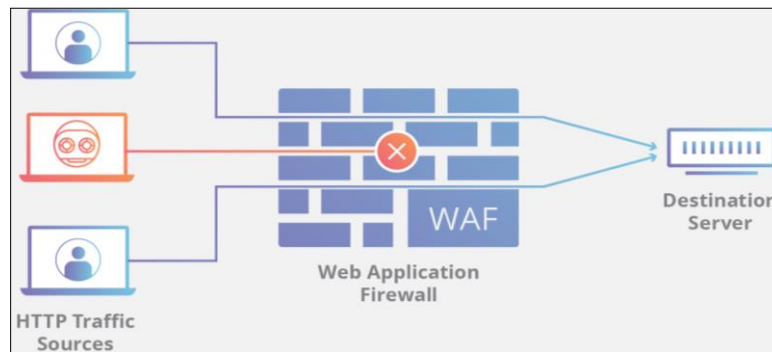 WAF
Web Application
Firewall
HTTP Traffic
Sources
Destination
Server